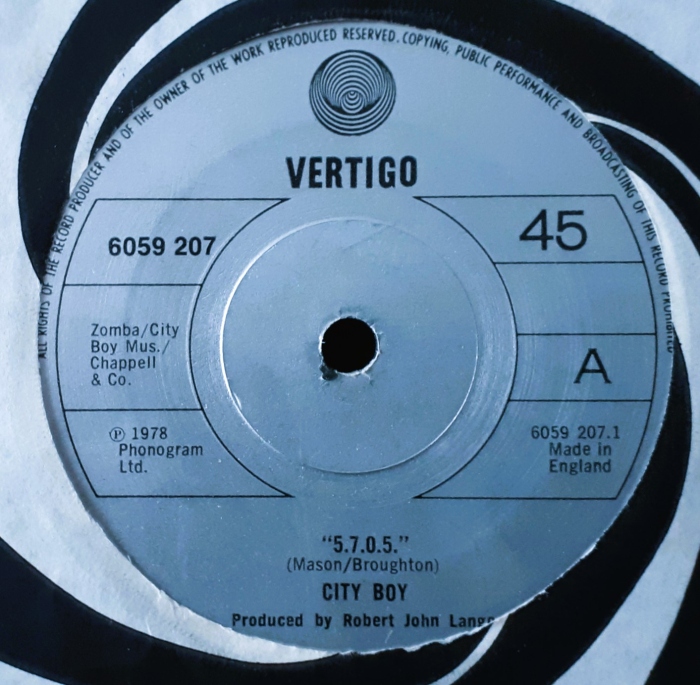 ALL RIGHTS OF THE RECORD PRODUCER AND OF THE OWNER OF THE WORK REPRODUCED RESERVED. COPYING, PUBLIC PERFORMANCE AND BROADCASTING OF THIS RECORD PROHIBITED
VERTIGO
6059 207
45
Zomba/City
Boy Mus./
Chappell
& Co.
A
Ⓟ 1978
Phonogram
Ltd.
6059 207.1
Made in
England
“5.7.0.5.”
(Mason/Broughton)
CITY BOY
Produced by Robert John Lange